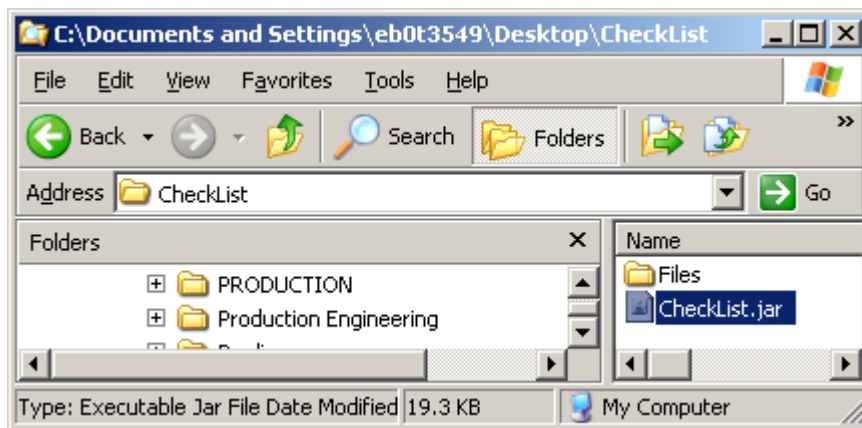 C:\Documents and Settings\eb0t3549\Desktop\CheckList
File Edit View Favorites Tools Help
Back Search Folders »
Address CheckList Go
Folders Name
PRODUCTION Files
Production Engineering CheckList.jar
Type: Executable Jar File Date Modified 19.3 KB My Computer